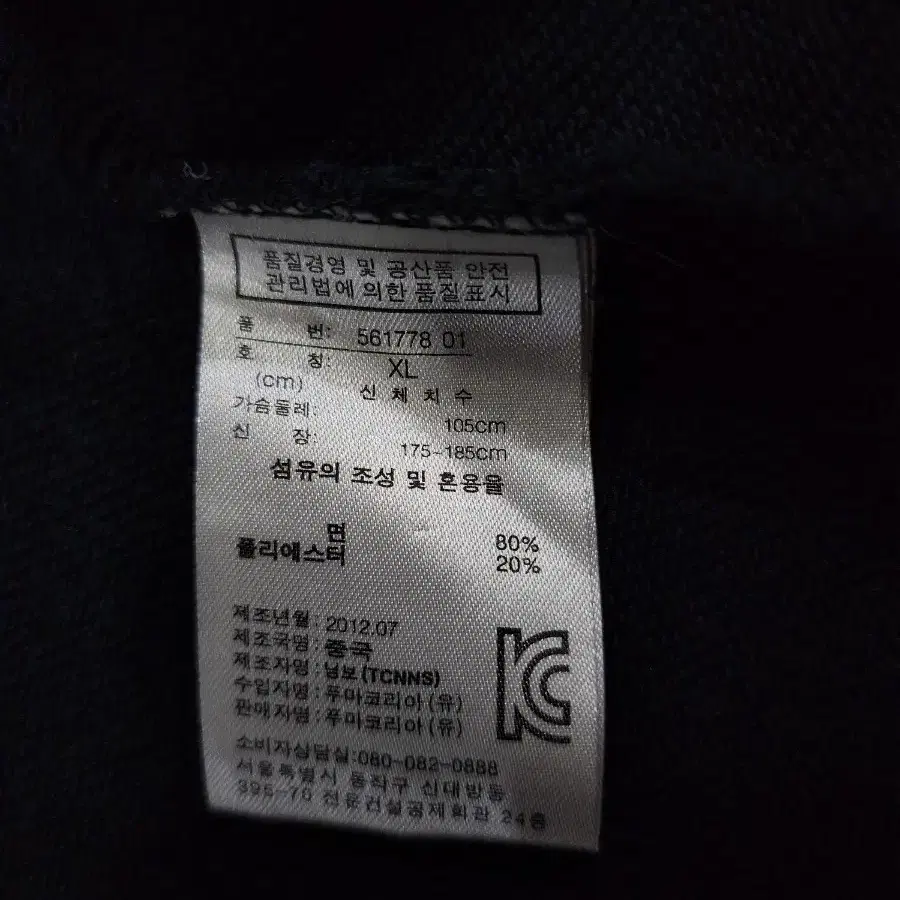 품질경영 및 공산품 안전
관리법에 의한 품질표시
품 번: 561778 01
호 칭: XL
(cm) 신 체 치 수
가슴둘레: 105cm
신 장: 175-185cm
섬유의 조성 및 혼용율
면 80%
폴리에스터 20%
제조년월 : 2012.07
제조국명 : 중국
제조자명 : 닝보(TCNNS)
수입자명 : 푸마코리아(유)
판매자명 : 푸마코리아(유)
소비자상담실:080-082-0888
서울특별시 동작구 신대방동
395-70 전문건설공제회관 24층